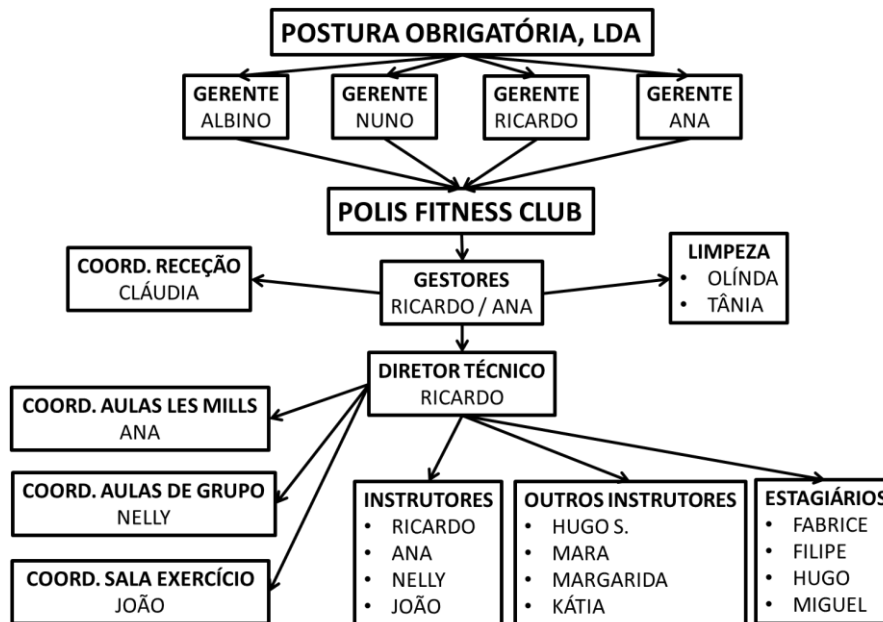 POSTURA OBRIGATÓRIA, LDA
GERENTE
ALBINO
GERENTE
NUNO
GERENTE
RICARDO
GERENTE
ANA
POLIS FITNESS CLUB
COORD. RECEÇÃO
CLÁUDIA
GESTORES
RICARDO / ANA
LIMPEZA
• OLÍNDA
• TÂNIA
DIRETOR TÉCNICO
RICARDO
COORD. AULAS LES MILLS
ANA
COORD. AULAS DE GRUPO
NELLY
COORD. SALA EXERCÍCIO
JOÃO
INSTRUTORES
• RICARDO
• ANA
• NELLY
• JOÃO
OUTROS INSTRUTORES
• HUGO S.
• MARA
• MARGARIDA
• KÁTIA
ESTAGIÁRIOS
• FABRICE
• FILIPE
• HUGO
• MIGUEL